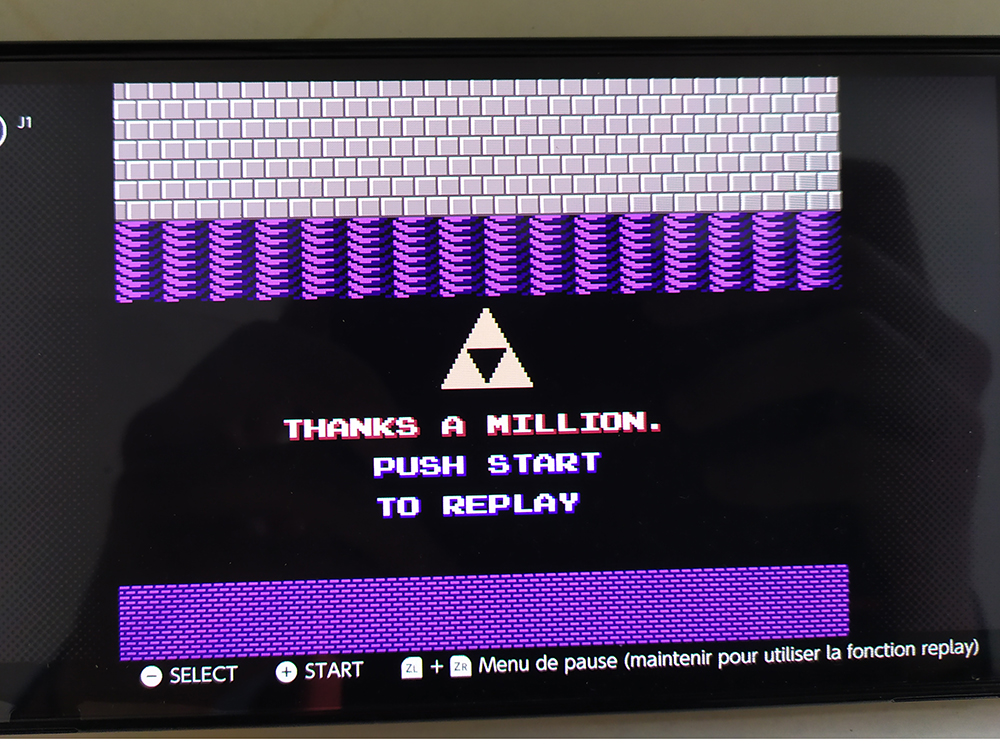 J1
THANKS A MILLION.
PUSH START
TO REPLAY
− SELECT + START ZL + ZR Menu de pause (maintenir pour utiliser la fonction replay)